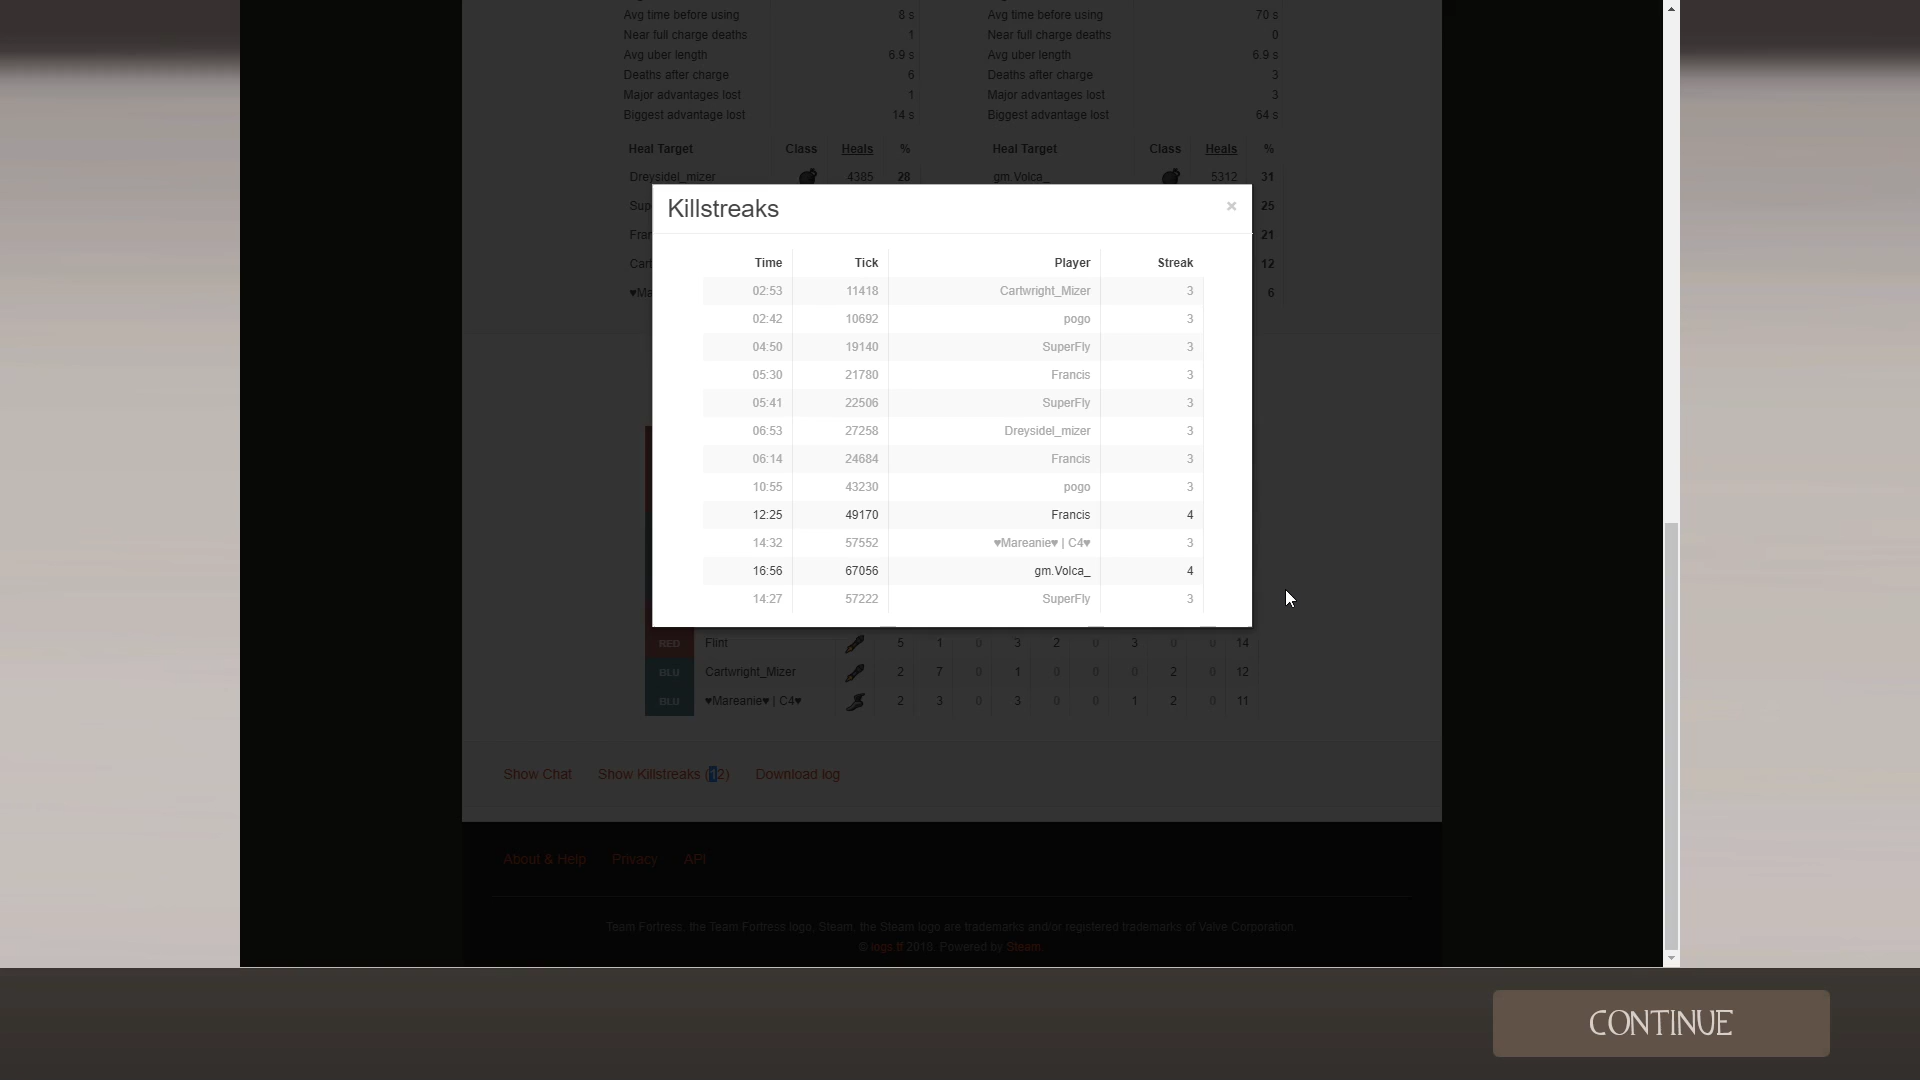 Avg time before using 8 s Avg time before using 70 s
Near full charge deaths 1 Near full charge deaths 0
Avg uber length 6.9 s Avg uber length 6.9 s
Deaths after charge 6 Deaths after charge 3
Major advantages lost 1 Major advantages lost 3
Biggest advantage lost 14 s Biggest advantage lost 64 s
Heal Target Class Heals % Heal Target Class Heals %
Dreysidel_mizer 4385 28 gm.Volca_ 5312 31
Sup 25
Fran 21
Cart 12
♥Ma 6
Killstreaks ×
Time Tick Player Streak
02:53 11418 Cartwright_Mizer 3
02:42 10692 pogo 3
04:50 19140 SuperFly 3
05:30 21780 Francis 3
05:41 22506 SuperFly 3
06:53 27258 Dreysidel_mizer 3
06:14 24684 Francis 3
10:55 43230 pogo 3
12:25 49170 Francis 4
14:32 57552 ♥Mareanie♥ | C4♥ 3
16:56 67056 gm.Volca_ 4
14:27 57222 SuperFly 3
RED Flint 5 1 0 3 2 0 3 0 0 14
BLU Cartwright_Mizer 2 7 0 1 0 0 0 2 0 12
BLU ♥Mareanie♥ | C4♥ 2 3 0 3 0 0 1 2 0 11
Show Chat Show Killstreaks (12) Download log
About & Help Privacy API
Team Fortress, the Team Fortress logo, Steam, the Steam logo are trademarks and/or registered trademarks of Valve Corporation.
© logs.tf 2018. Powered by Steam.
CONTINUE